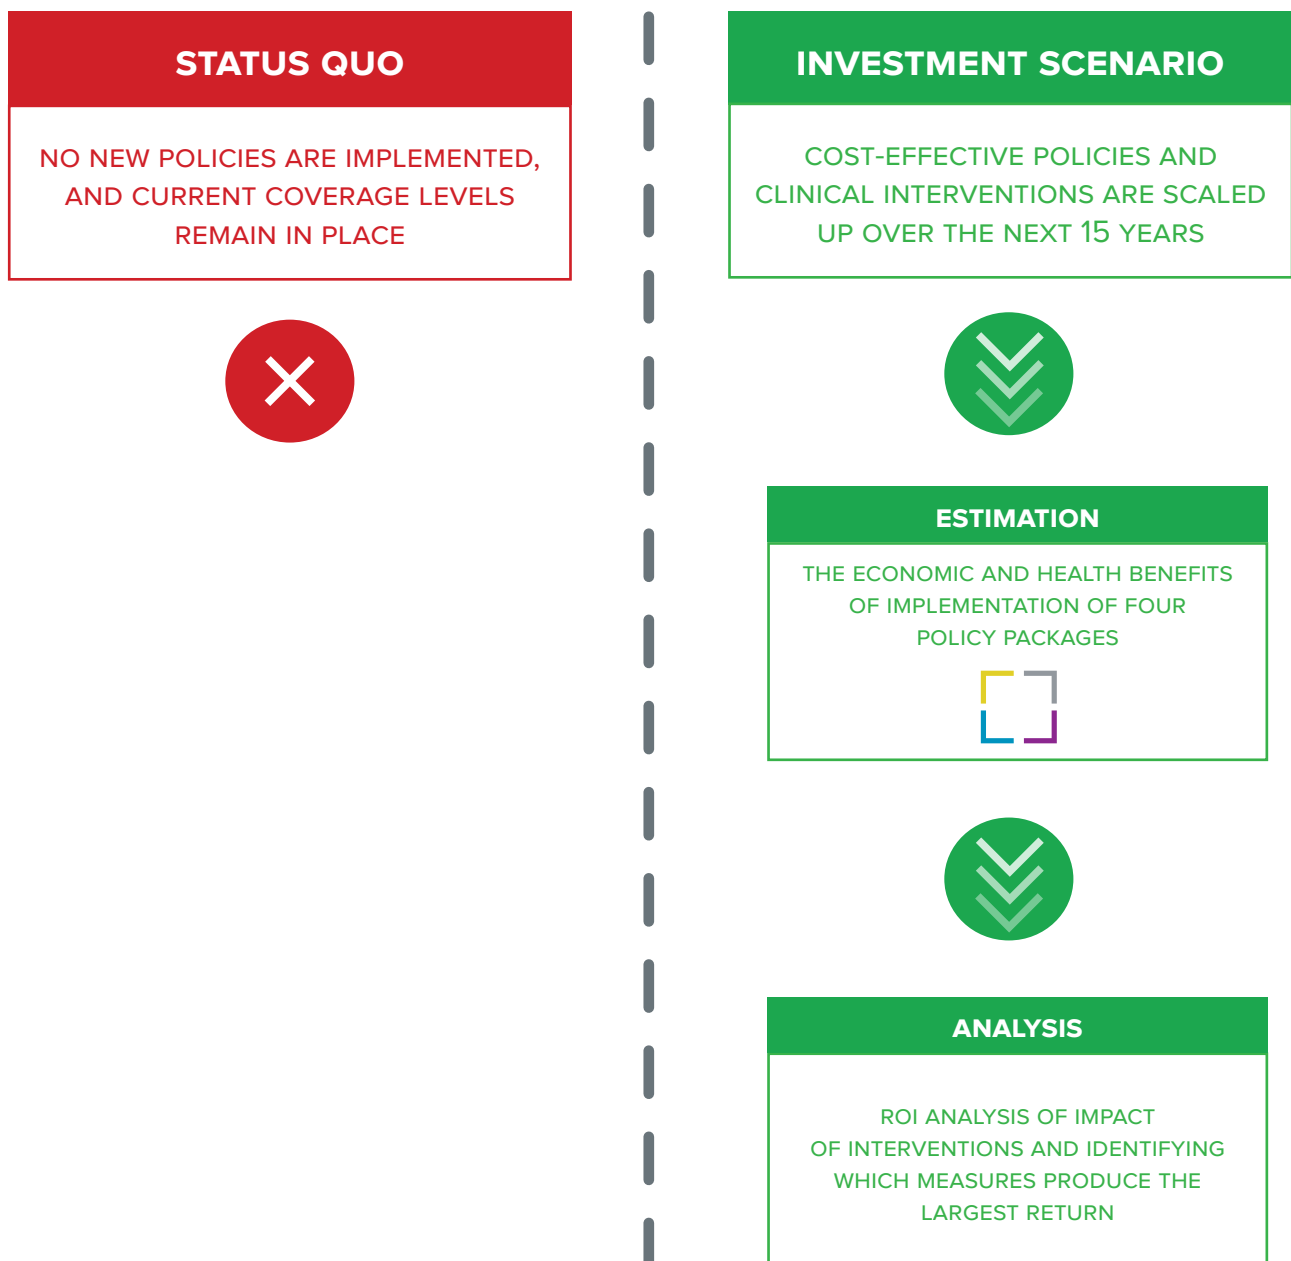 STATUS QUO
NO NEW POLICIES ARE IMPLEMENTED,
AND CURRENT COVERAGE LEVELS
REMAIN IN PLACE
INVESTMENT SCENARIO
COST-EFFECTIVE POLICIES AND
CLINICAL INTERVENTIONS ARE SCALED
UP OVER THE NEXT 15 YEARS
ESTIMATION
THE ECONOMIC AND HEALTH BENEFITS
OF IMPLEMENTATION OF FOUR
POLICY PACKAGES
ANALYSIS
ROI ANALYSIS OF IMPACT
OF INTERVENTIONS AND IDENTIFYING
WHICH MEASURES PRODUCE THE
LARGEST RETURN